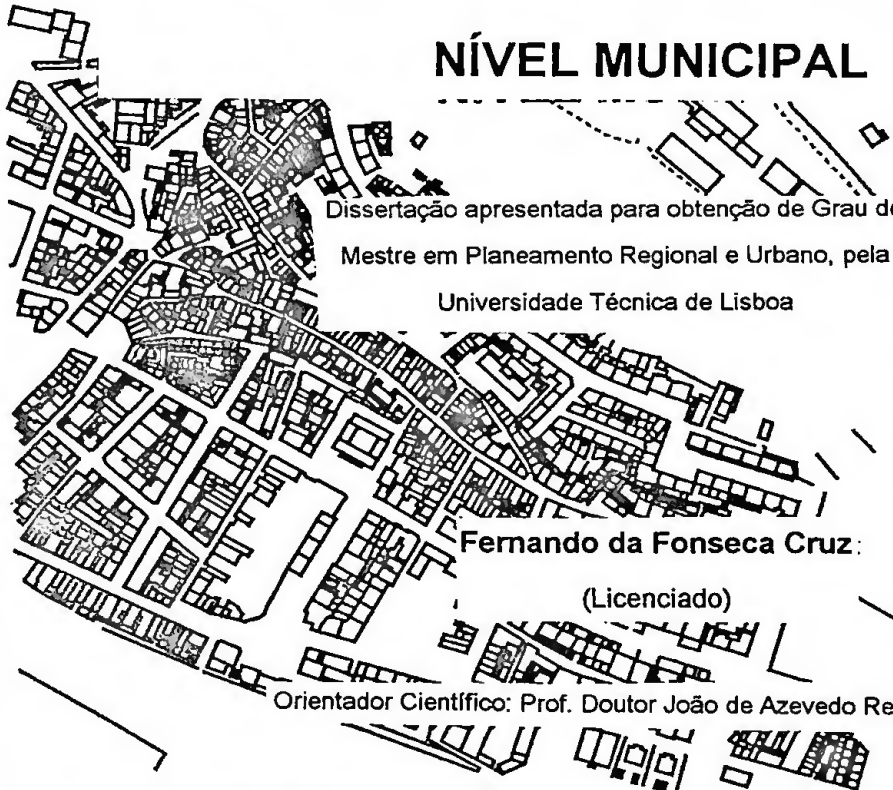 NÍVEL MUNICIPAL
Dissertação apresentada para obtenção de Grau de
Mestre em Planeamento Regional e Urbano, pela
Universidade Técnica de Lisboa
Fernando da Fonseca Cruz
(Licenciado)
Orientador Científico: Prof. Doutor João de Azevedo